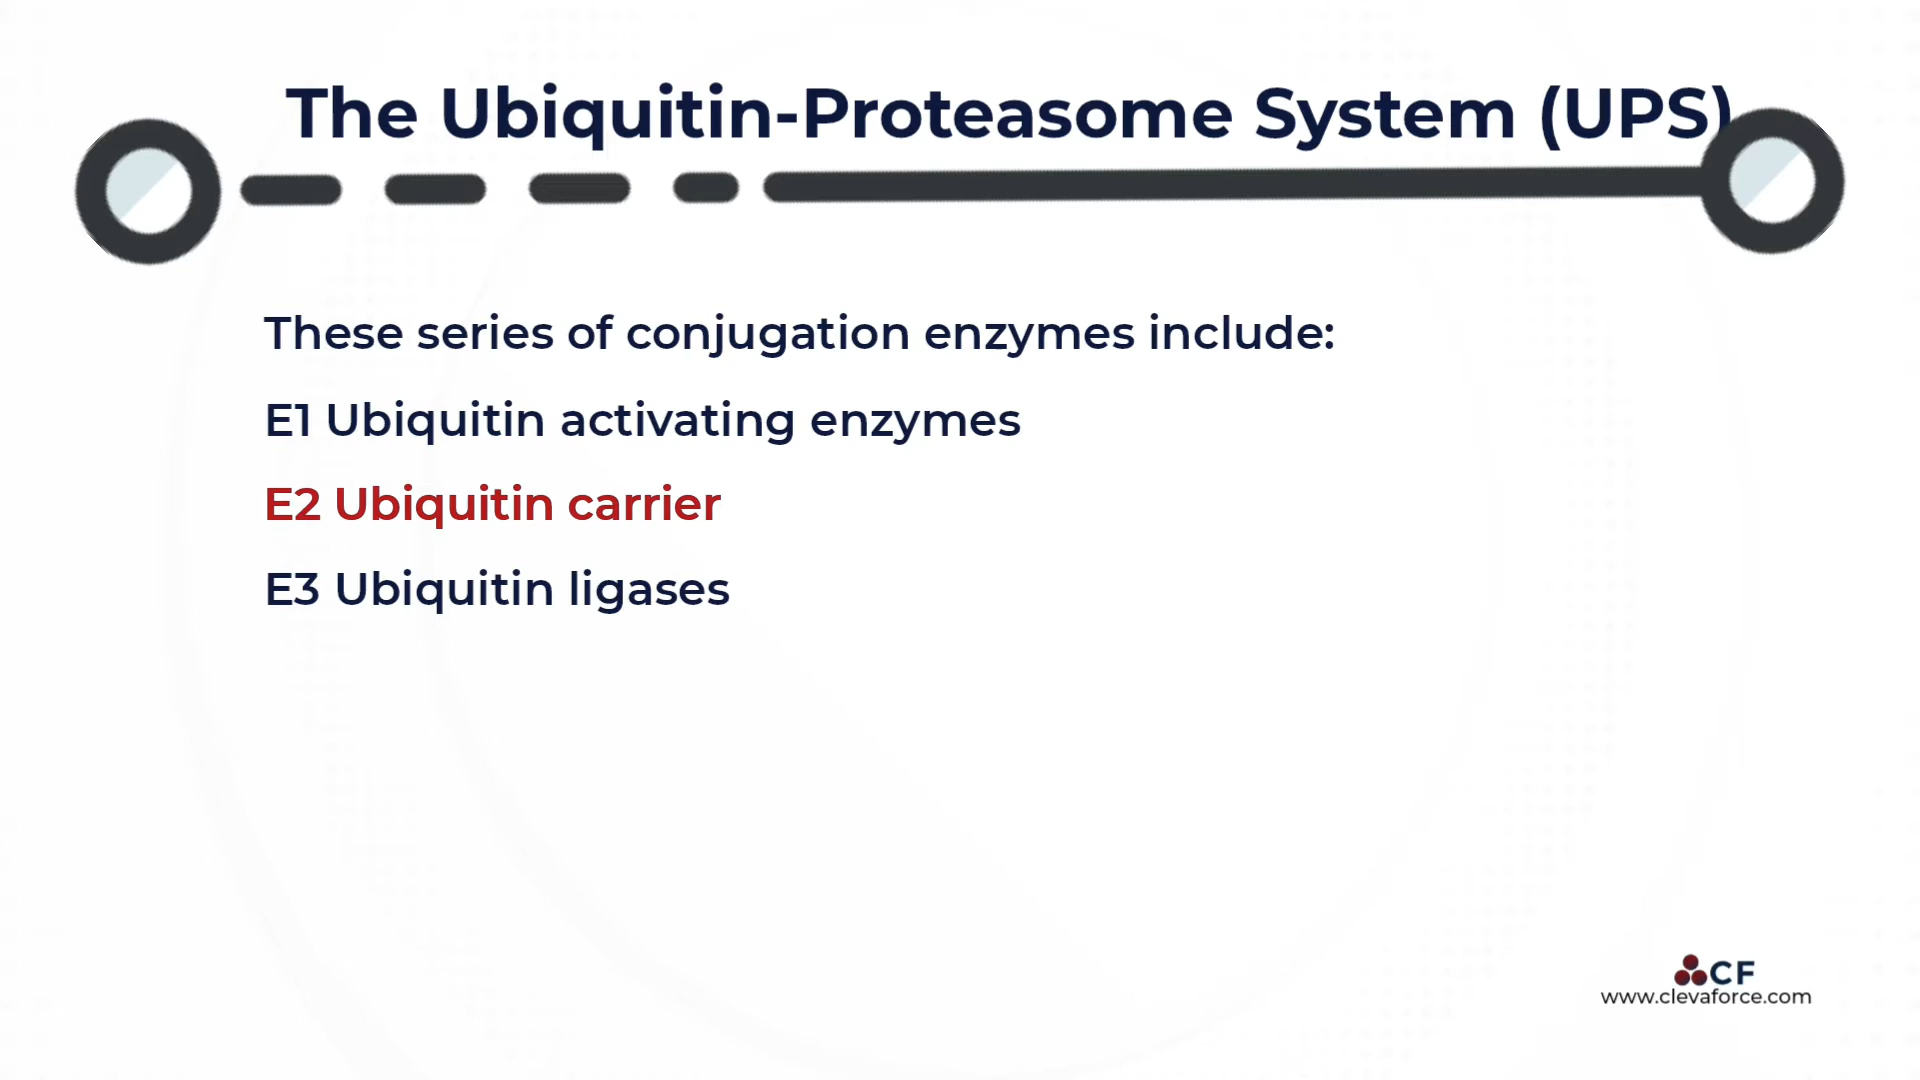 The Ubiquitin-Proteasome System (UPS)
These series of conjugation enzymes include:
E1 Ubiquitin activating enzymes
E2 Ubiquitin carrier
E3 Ubiquitin ligases
CF
www.clevaforce.com